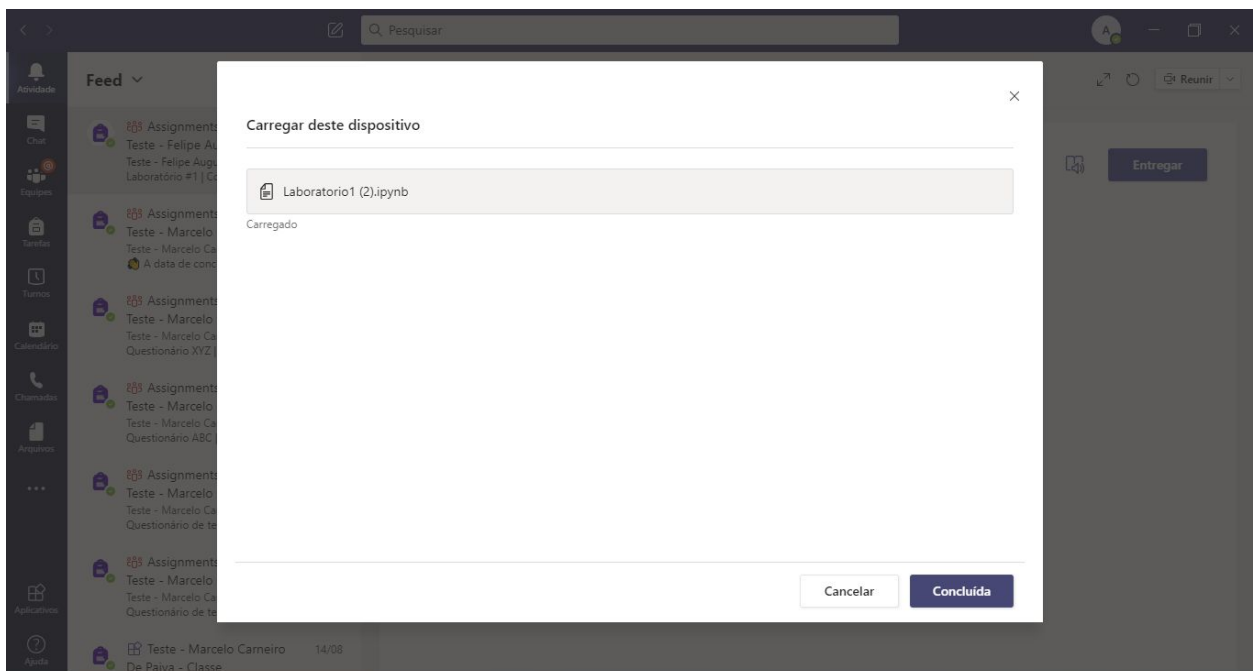 Pesquisar
A
Atividade
Chat
Equipes
Tarefas
Turnos
Calendário
Chamadas
Arquivos
Aplicativos
Ajuda
Feed
Assignments
Teste - Felipe Au
Teste - Felipe Augu
Laboratório #1 | Co
Assignments
Teste - Marcelo
Teste - Marcelo Ca
A data de conc
Assignments
Teste - Marcelo
Teste - Marcelo Ca
Questionário XYZ
Assignments
Teste - Marcelo
Teste - Marcelo Ca
Questionário ABC
Assignments
Teste - Marcelo
Teste - Marcelo Ca
Questionário de te
Assignments
Teste - Marcelo
Teste - Marcelo Ca
Questionário de te
Teste - Marcelo Carneiro 14/08
De Paiva - Classe
Carregar deste dispositivo
Laboratorio1 (2).ipynb
Carregado
Cancelar
Concluída
Reunir
Entregar